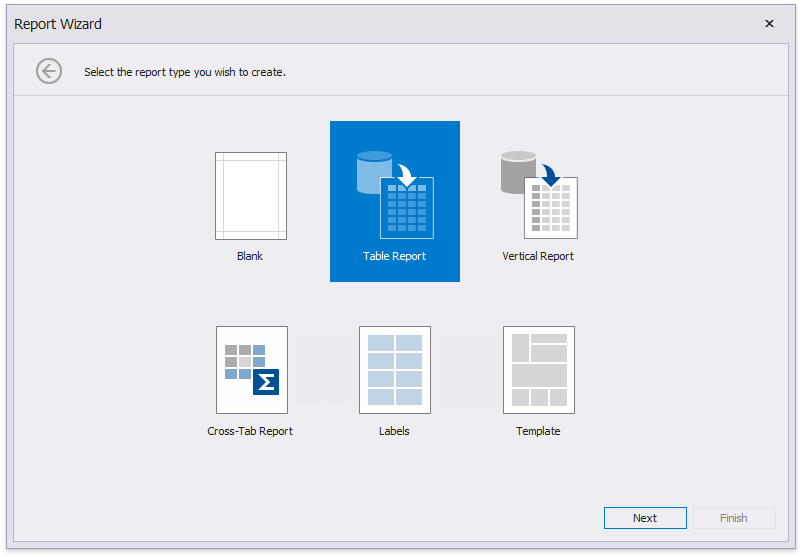 Report Wizard
Select the report type you wish to create.
Blank
Table Report
Vertical Report
Cross-Tab Report
Labels
Template
Next
Finish